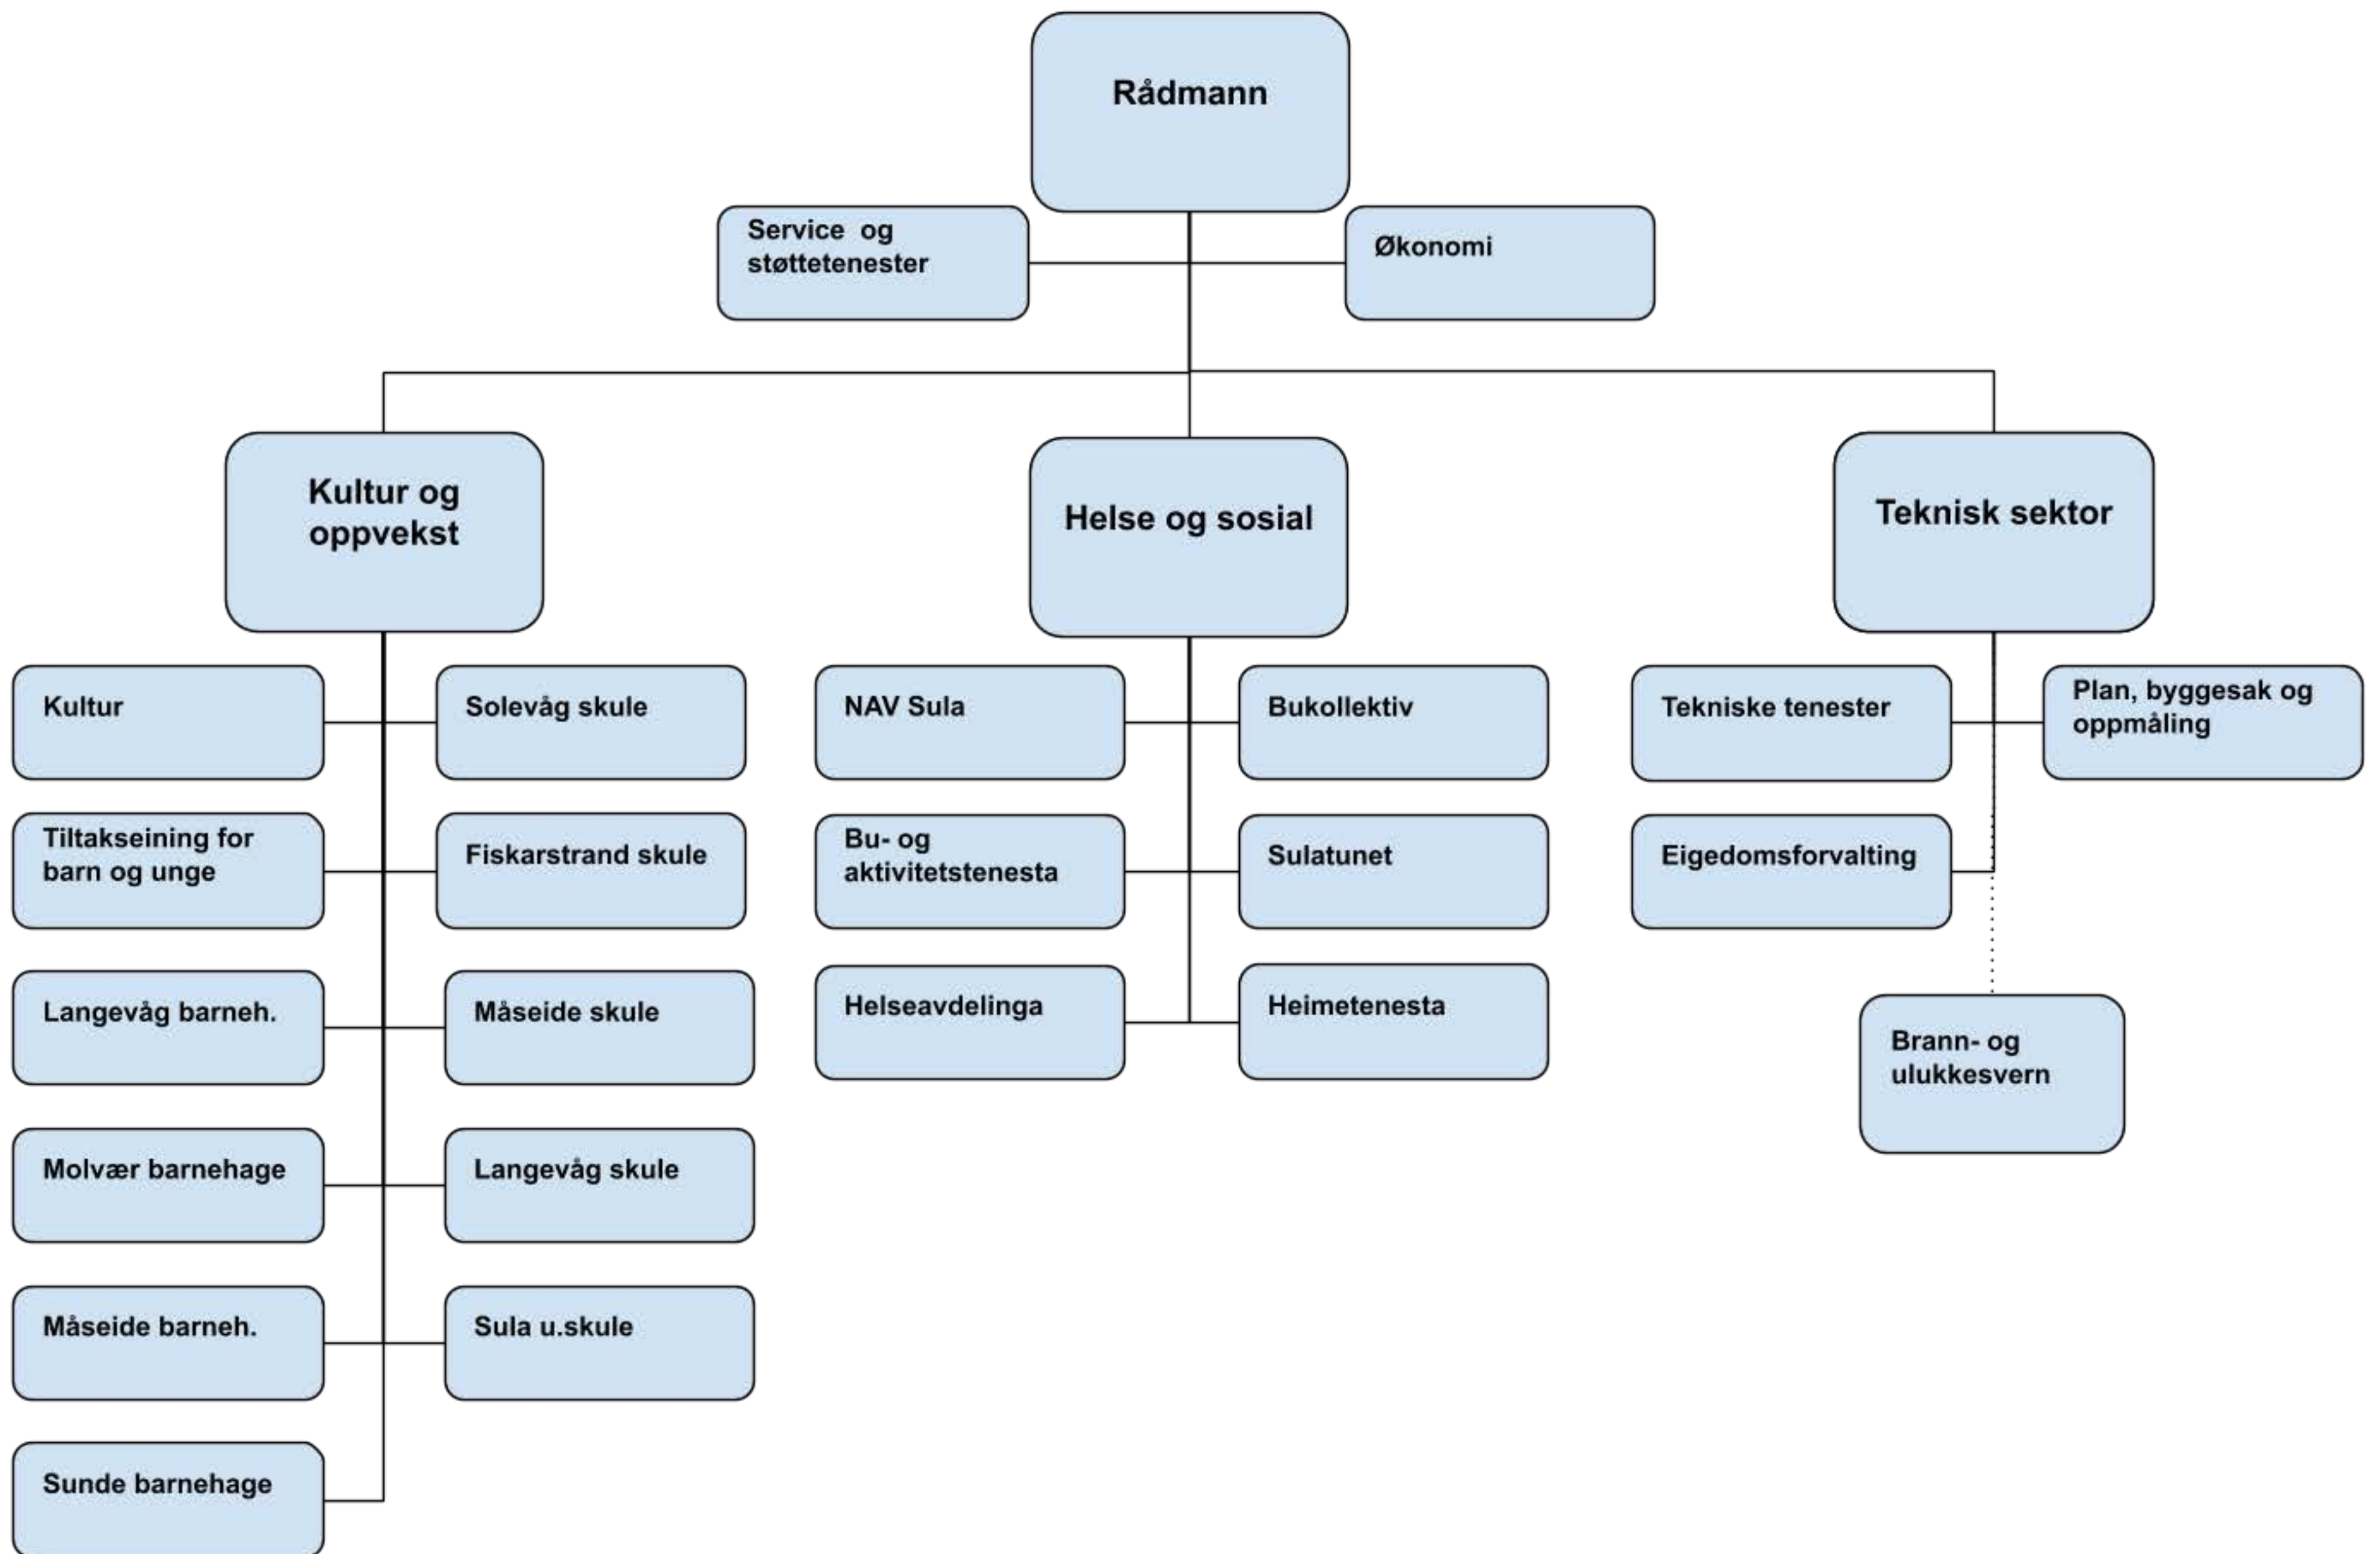 Rådmann
Service og
støttetenester
Økonomi
Kultur og
oppvekst
Helse og sosial
Teknisk sektor
Kultur
Solevåg skule
NAV Sula
Bukollektiv
Tekniske tenester
Plan, byggesak og
oppmåling
Tiltakseining for
barn og unge
Fiskarstrand skule
Bu- og
aktivitetstenesta
Sulatunet
Eigedomsforvalting
Langevåg barneh.
Måseide skule
Helseavdelinga
Heimetenesta
Brann- og
ulukkesvern
Molvær barnehage
Langevåg skule
Måseide barneh.
Sula u.skule
Sunde barnehage